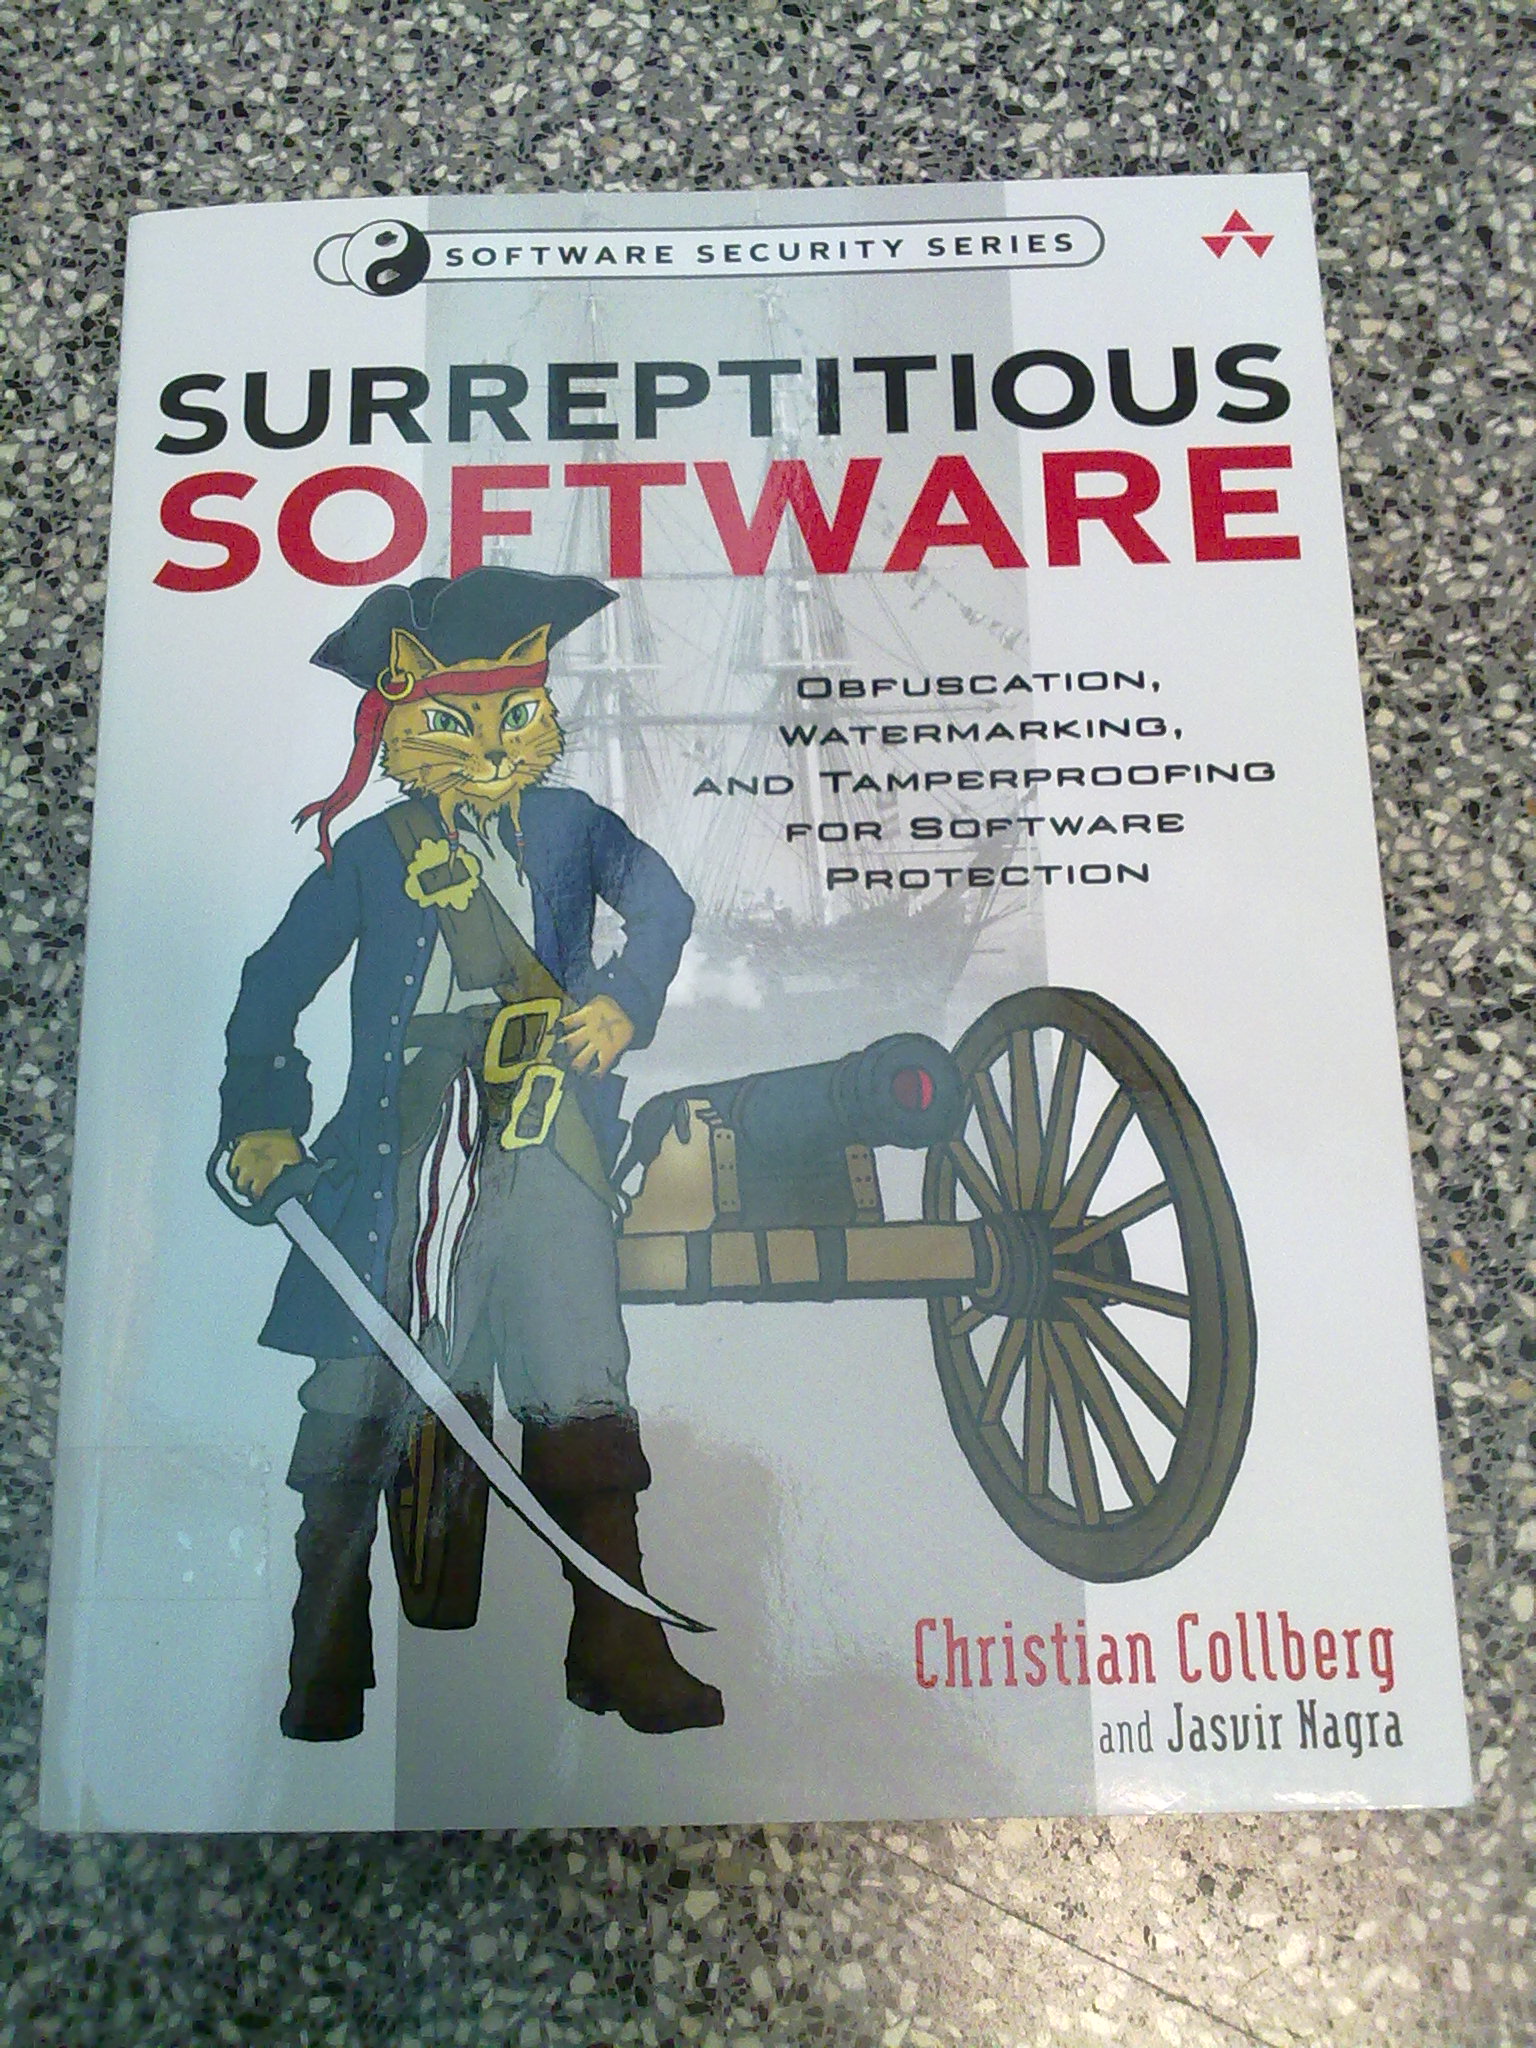 SOFTWARE SECURITY SERIES
SURREPTITIOUS
SOFTWARE
OBFUSCATION,
WATERMARKING,
AND TAMPERPROOFING
FOR SOFTWARE
PROTECTION
Christian Collberg
and Jasvir Nagra